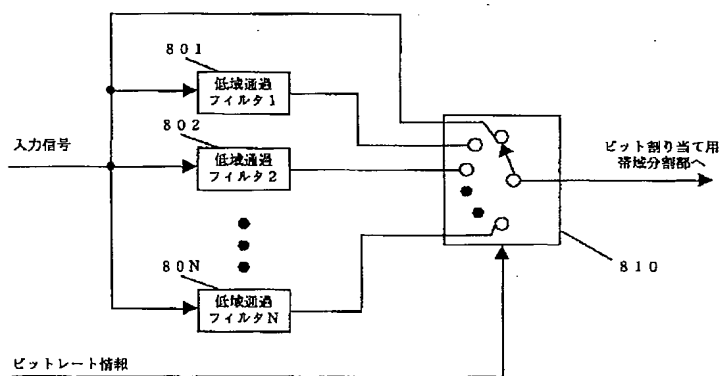 801
低域通過
フィルタ1
802
入力信号
低域通過
フィルタ2
ビット割り当て用
帯域分割部へ
80N
低域通過
フィルタN
810
ビットレート情報